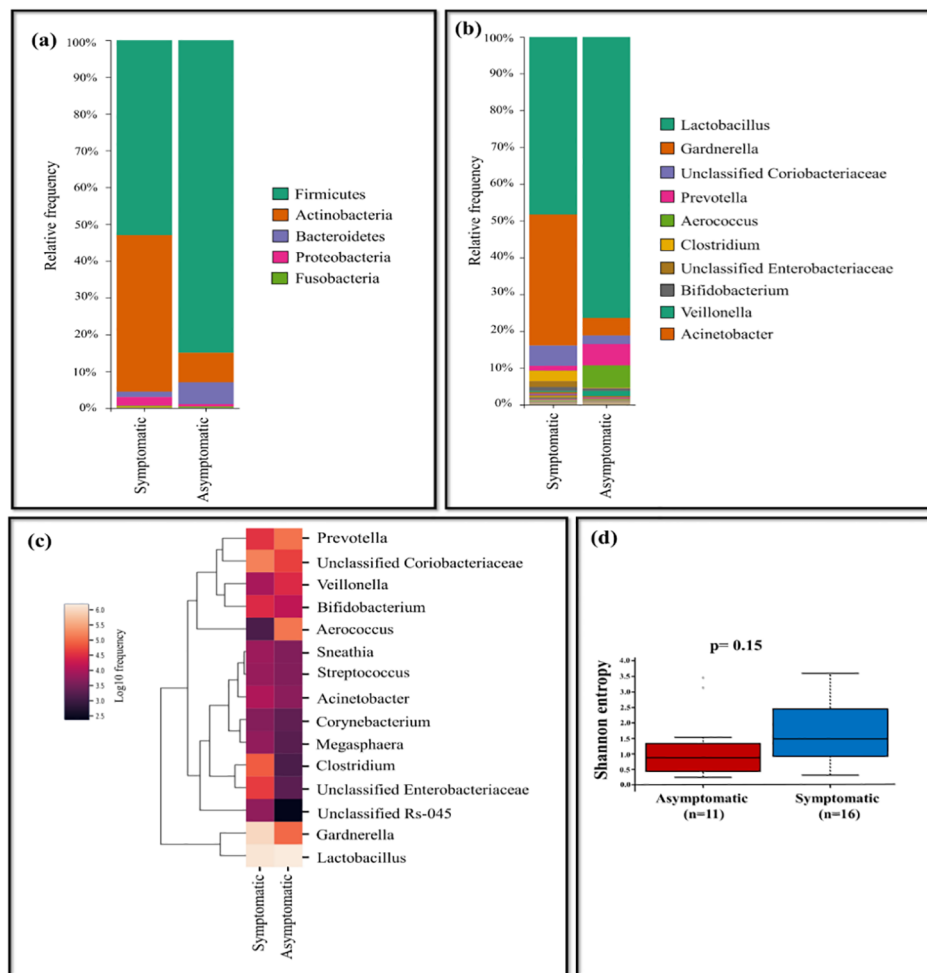 (a)
100%
90%
80%
70%
60%
50%
40%
30%
20%
10%
0%
Relative frequency
Symptomatic
Asymptomatic
Firmicutes
Actinobacteria
Bacteroidetes
Proteobacteria
Fusobacteria
(b)
100%
90%
80%
70%
60%
50%
40%
30%
20%
10%
0%
Relative frequency
Symptomatic
Asymptomatic
Lactobacillus
Gardnerella
Unclassified Coriobacteriaceae
Prevotella
Aerococcus
Clostridium
Unclassified Enterobacteriaceae
Bifidobacterium
Veillonella
Acinetobacter
(c)
6.0
5.5
5.0
4.5
4.0
3.5
3.0
2.5
Log10 frequency
Prevotella
Unclassified Coriobacteriaceae
Veillonella
Bifidobacterium
Aerococcus
Sneathia
Streptococcus
Acinetobacter
Corynebacterium
Megasphaera
Clostridium
Unclassified Enterobacteriaceae
Unclassified Rs-045
Gardnerella
Lactobacillus
Symptomatic
Asymptomatic
(d)
p= 0.15
Shannon entropy
4.0
3.5
3.0
2.5
2.0
1.5
1.0
0.5
0.0
Asymptomatic
(n=11)
Symptomatic
(n=16)